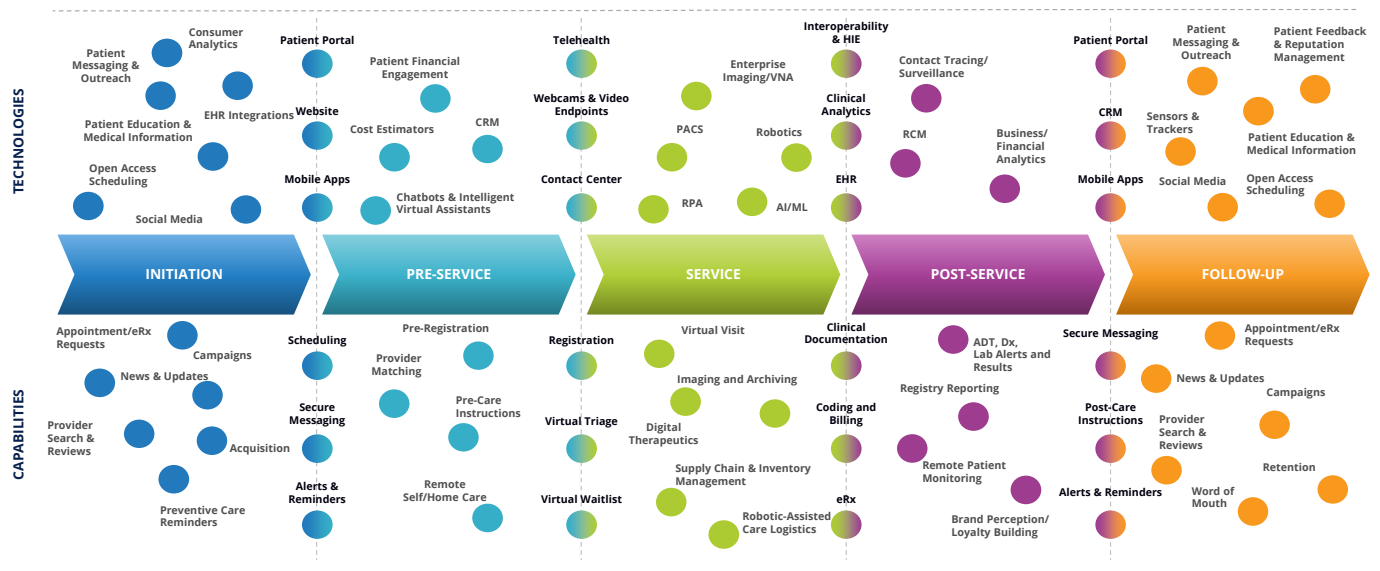 TECHNOLOGIES
Consumer
Analytics
Patient
Messaging &
Outreach
EHR Integrations
Patient Education &
Medical Information
Open Access
Scheduling
Social Media
Patient Portal
Website
Mobile Apps
Patient Financial
Engagement
Cost Estimators
CRM
Chatbots & Intelligent
Virtual Assistants
Telehealth
Webcams & Video
Endpoints
Contact Center
Enterprise
Imaging/VNA
PACS
Robotics
RPA
AI/ML
Interoperability
& HIE
Clinical
Analytics
EHR
Contact Tracing/
Surveillance
RCM
Business/
Financial
Analytics
Patient Portal
CRM
Mobile Apps
Patient
Messaging &
Outreach
Patient Feedback
& Reputation
Management
Sensors &
Trackers
Patient Education &
Medical Information
Social Media
Open Access
Scheduling
INITIATION
PRE-SERVICE
SERVICE
POST-SERVICE
FOLLOW-UP
CAPABILITIES
Appointment/eRx
Requests
Campaigns
News & Updates
Provider
Search &
Reviews
Acquisition
Preventive Care
Reminders
Scheduling
Secure
Messaging
Alerts &
Reminders
Pre-Registration
Provider
Matching
Pre-Care
Instructions
Remote
Self/Home Care
Registration
Virtual Triage
Virtual Waitlist
Virtual Visit
Imaging and Archiving
Digital
Therapeutics
Supply Chain & Inventory
Management
Robotic-Assisted
Care Logistics
Clinical
Documentation
Coding and
Billing
eRx
ADT, Dx,
Lab Alerts and
Results
Registry Reporting
Remote Patient
Monitoring
Brand Perception/
Loyalty Building
Secure Messaging
Post-Care
Instructions
Alerts & Reminders
Appointment/eRx
Requests
News & Updates
Campaigns
Provider
Search &
Reviews
Retention
Word of
Mouth